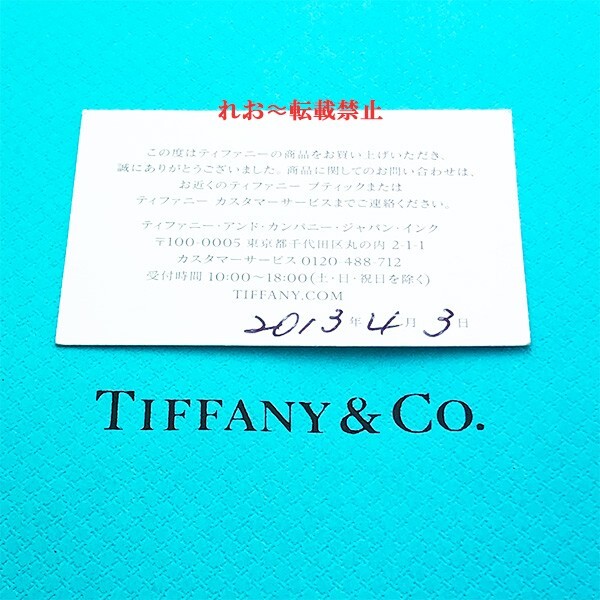 れお～転載禁止
この度はティファニーの商品をお買い上げいただき、
誠にありがとうございました。商品に関してのお問い合わせは、
お近くのティファニー ブティックまたは
ティファニー カスタマーサービスまでご連絡ください。
ティファニー・アンド・カンパニー・ジャパン・インク
〒100-0005 東京都千代田区丸の内 2-1-1
カスタマーサービス 0120-488-712
受付時間 10:00～18:00(土・日・祝日を除く)
TIFFANY.COM
2013年4月3日
TIFFANY & CO.